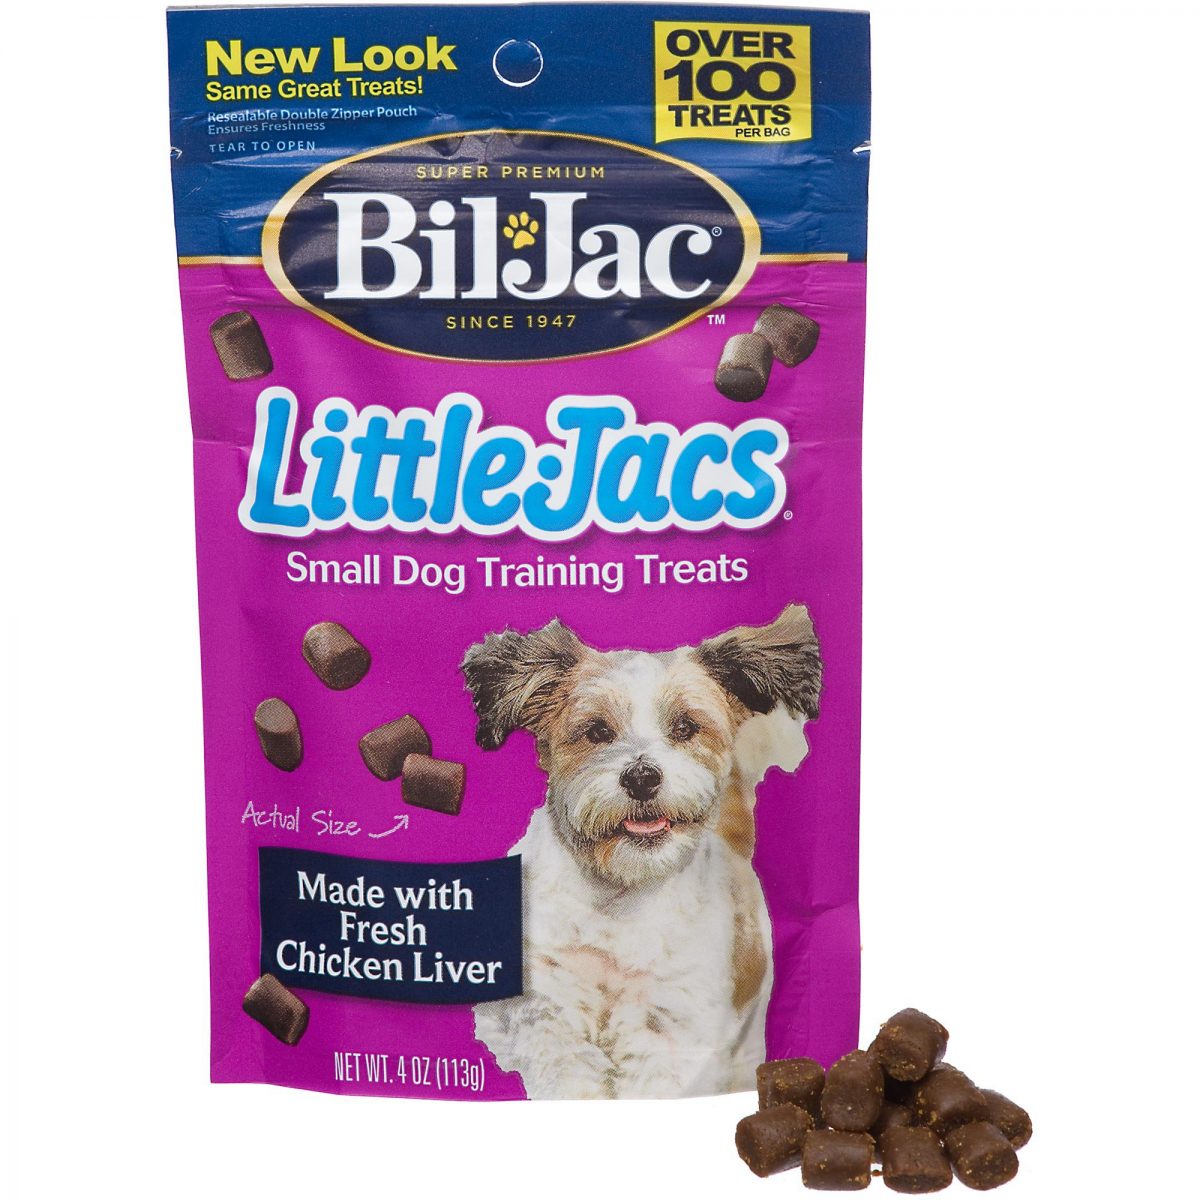 New Look
Same Great Treats!
Resealable Double Zipper Pouch
Ensures Freshness
TEAR TO OPEN
OVER
100
TREATS
PER BAG
SUPER PREMIUM
Bil Jac®
SINCE 1947
TM
Little Jacs®
Small Dog Training Treats
Actual Size
Made with
Fresh
Chicken Liver
NET WT. 4 OZ (113g)